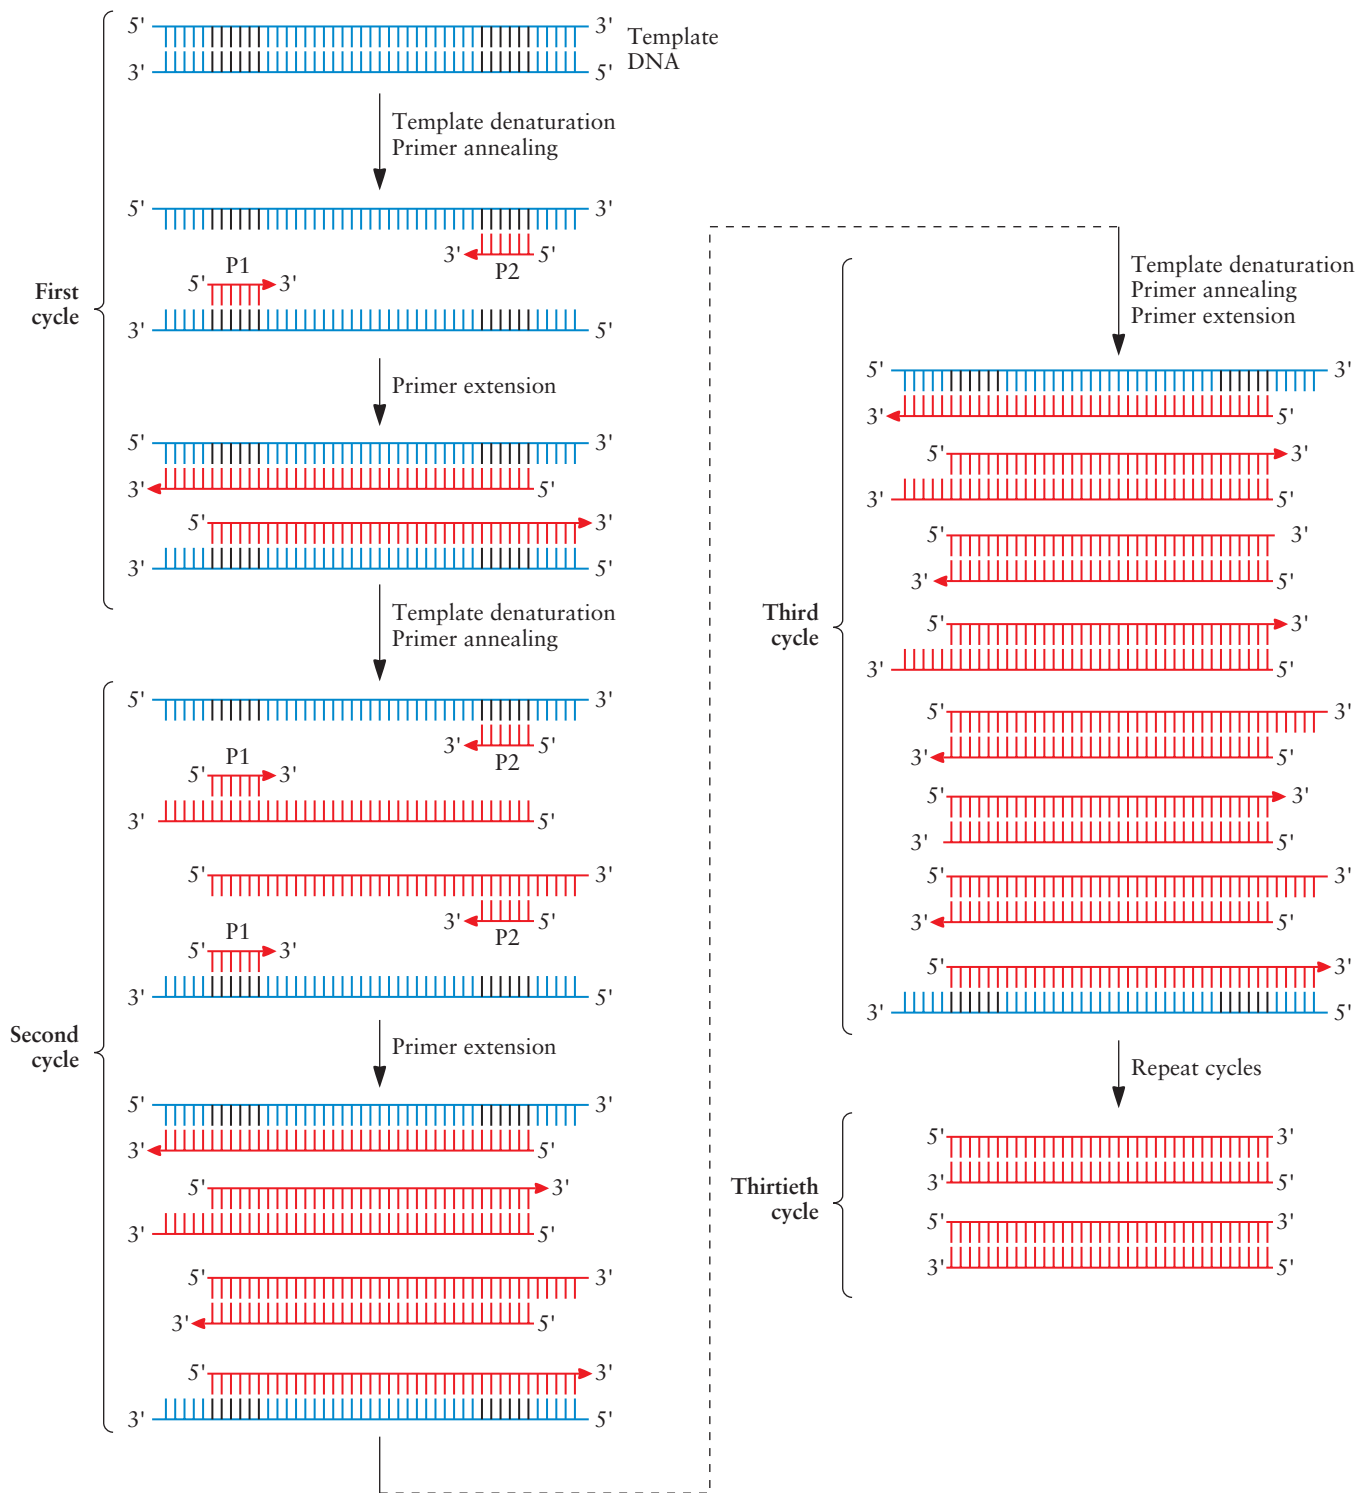 5' 3'
Template
DNA
3' 5'
Template denaturation
Primer annealing
5' 3'
3' 5'
P2
P1
5' 3'
3' 5'
First
cycle
Primer extension
5' 3'
3' 5'
5' 3'
3' 5'
Template denaturation
Primer annealing
5' 3'
3' 5'
P2
P1
5' 3'
3' 5'
5' 3'
3' 5'
P2
P1
5' 3'
3' 5'
Second
cycle
Primer extension
5' 3'
3' 5'
5' 3'
3' 5'
5' 3'
3' 5'
5' 3'
3' 5'
Template denaturation
Primer annealing
Primer extension
5' 3'
3' 5'
5' 3'
3' 5'
5' 3'
3' 5'
Third
cycle
5' 3'
3' 5'
5' 3'
3' 5'
5' 3'
3' 5'
5' 3'
3' 5'
5' 3'
3' 5'
Repeat cycles
Thirtieth
cycle
5' 3'
3' 5'
5' 3'
3' 5'